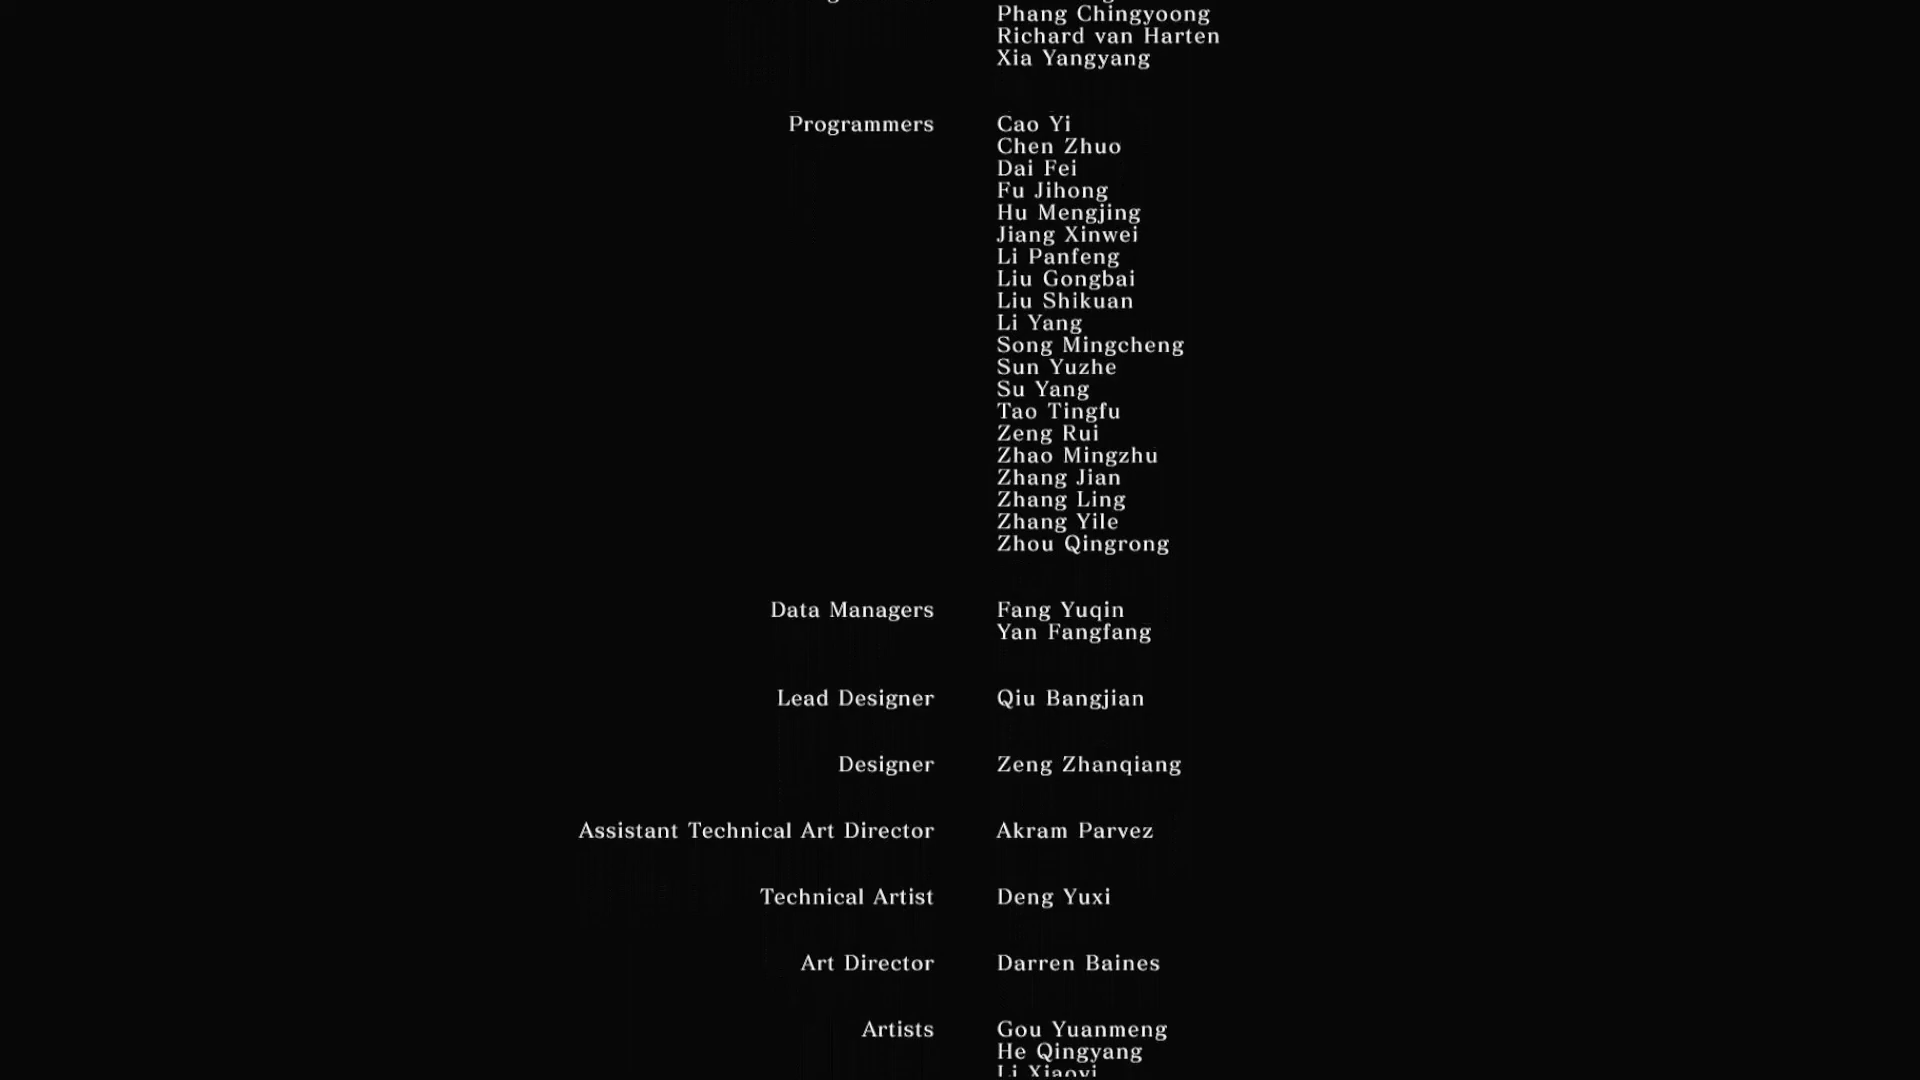 Phang Chingyoong
Richard van Harten
Xia Yangyang
Programmers Cao Yi
Chen Zhuo
Dai Fei
Fu Jihong
Hu Mengjing
Jiang Xinwei
Li Panfeng
Liu Gongbai
Liu Shikuan
Li Yang
Song Mingcheng
Sun Yuzhe
Su Yang
Tao Tingfu
Zeng Rui
Zhao Mingzhu
Zhang Jian
Zhang Ling
Zhang Yile
Zhou Qingrong
Data Managers Fang Yuqin
Yan Fangfang
Lead Designer Qiu Bangjian
Designer Zeng Zhanqiang
Assistant Technical Art Director Akram Parvez
Technical Artist Deng Yuxi
Art Director Darren Baines
Artists Gou Yuanmeng
He Qingyang
Li Xiaoyi